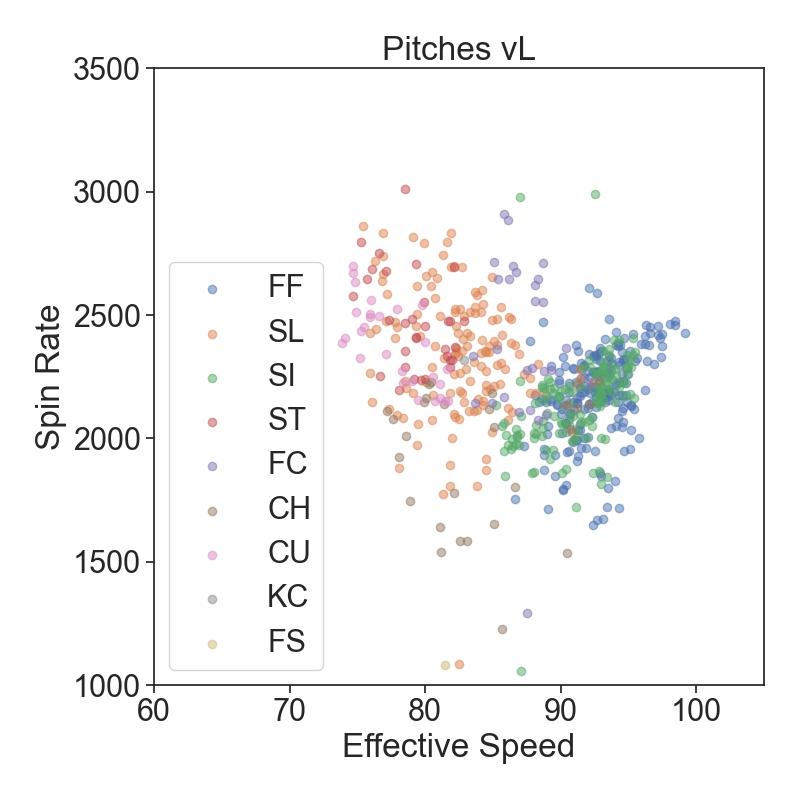 Pitches vL
3500
3000
2500
2000
1500
1000
Spin Rate
FF
SL
SI
ST
FC
CH
CU
KC
FS
60 70 80 90 100
Effective Speed